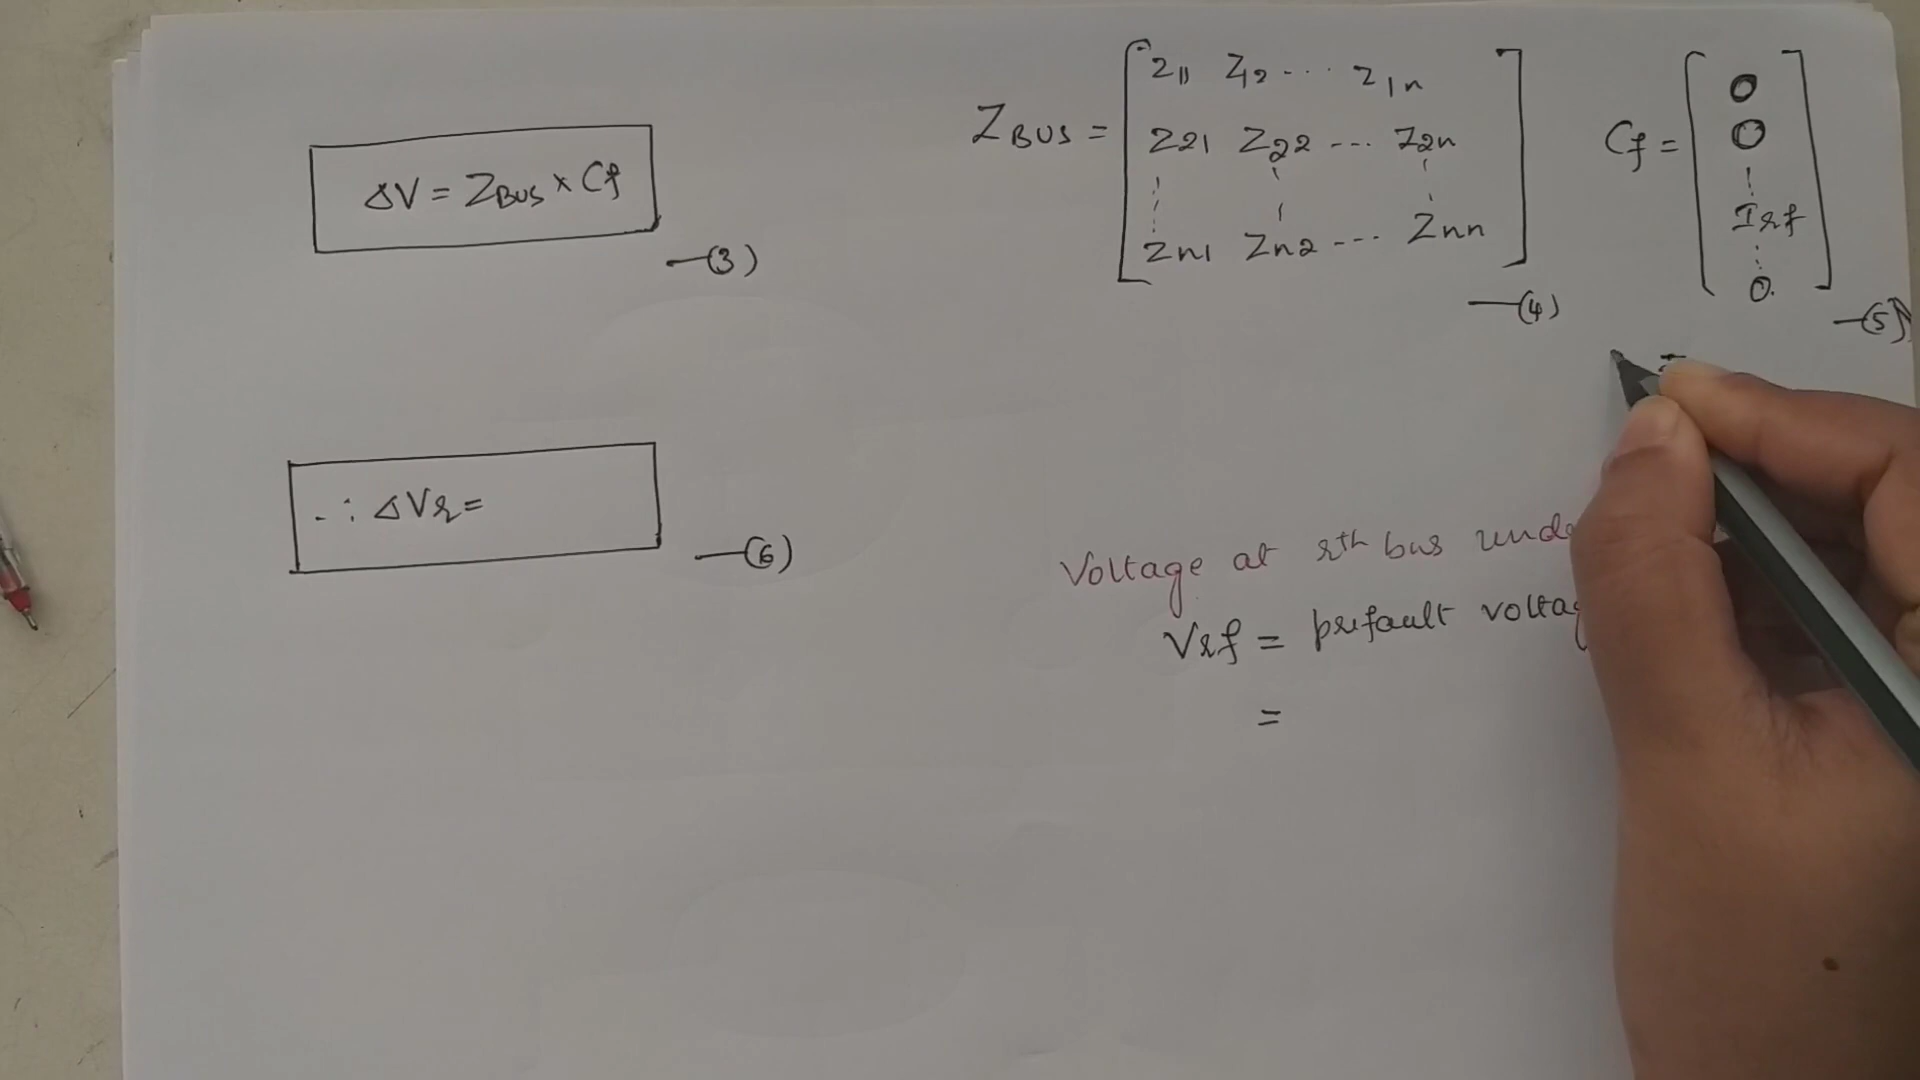 ΔV = ZBUS × Cf
—(3)
ZBUS = [Z11 Z12 ... Z1n
Z21 Z22 --- Z2n
Zn1 Zn2 --- Znn]
—(4)
Cf = [0
0
Irf
0.]
—(5)
∴ ΔVr =
—(6)
Voltage at rth bus
Vrf = prefault
=